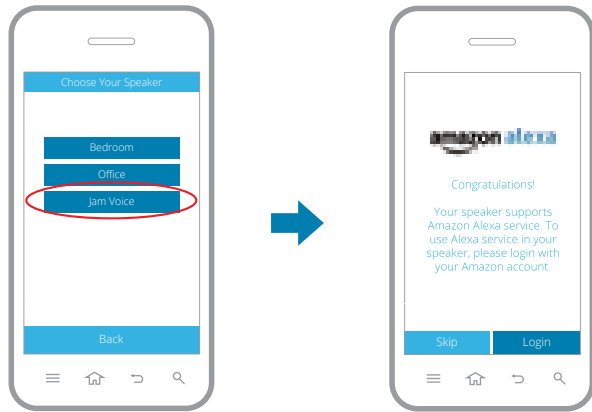 Choose Your Speaker
Bedroom
Office
Jam Voice
Back
amazon alexa
Congratulations!
Your speaker supports
Amazon Alexa service. To
use Alexa service in your
speaker, please login with
your Amazon account.
Skip
Login